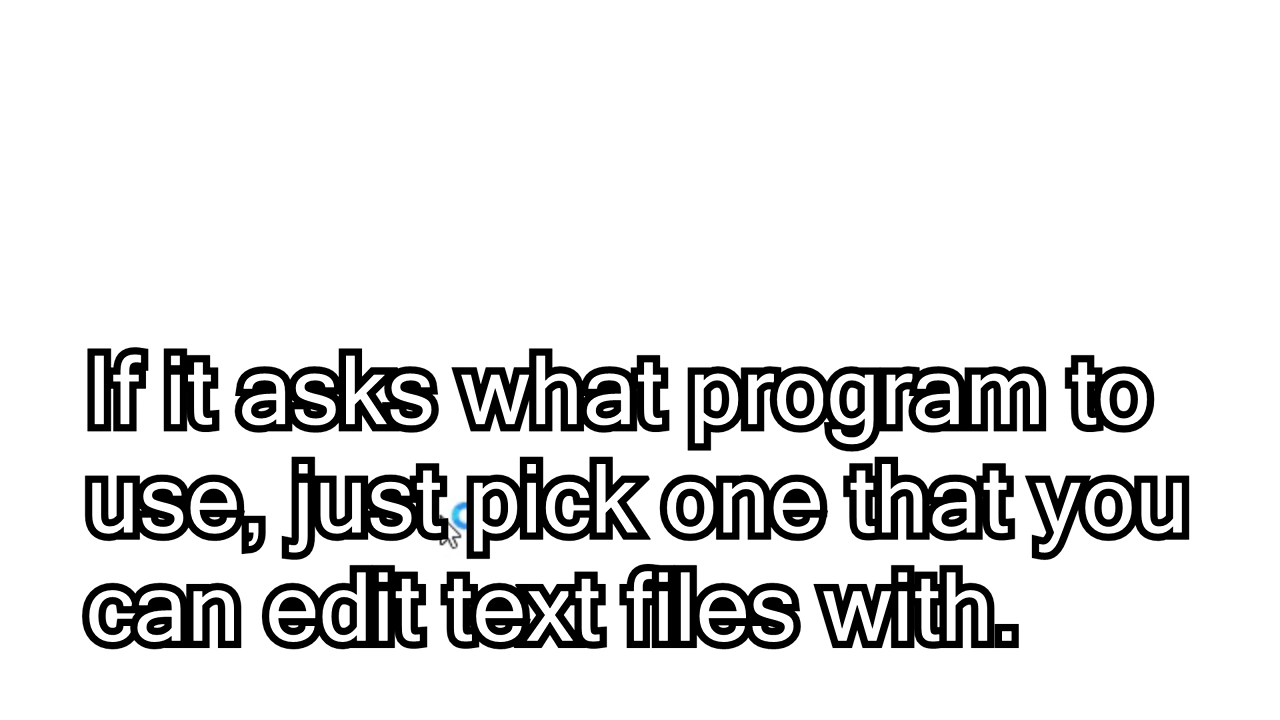 If it asks what program to
use, just pick one that you
can edit text files with.